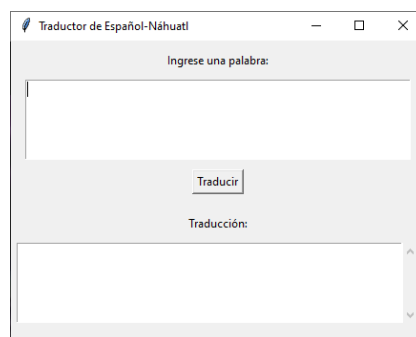 Traductor de Español-Náhuatl
Ingrese una palabra:
Traducir
Traducción: